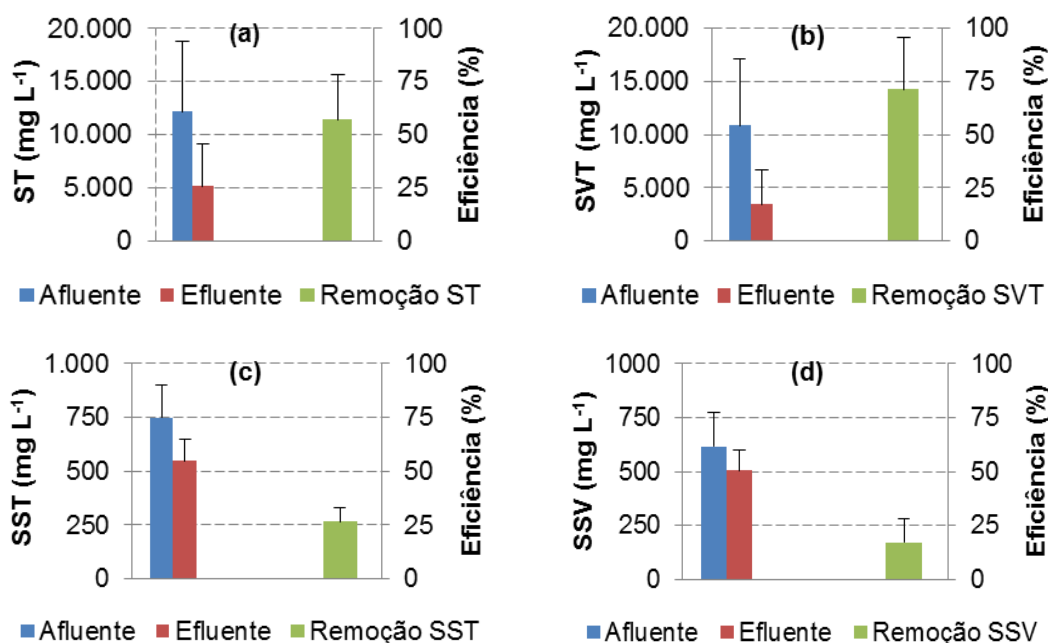 (a)
20.000
15.000
10.000
5.000
0
ST (mg L-1)
100
75
50
25
0
Eficiência (%)
Afluente Efluente Remoção ST
(b)
20.000
15.000
10.000
5.000
0
SVT (mg L-1)
100
75
50
25
0
Eficiência (%)
Afluente Efluente Remoção SVT
(c)
1.000
750
500
250
0
SST (mg L-1)
100
75
50
25
0
Eficiência (%)
Afluente Efluente Remoção SST
(d)
1000
750
500
250
0
SSV (mg L-1)
100
75
50
25
0
Eficiência (%)
Afluente Efluente Remoção SSV